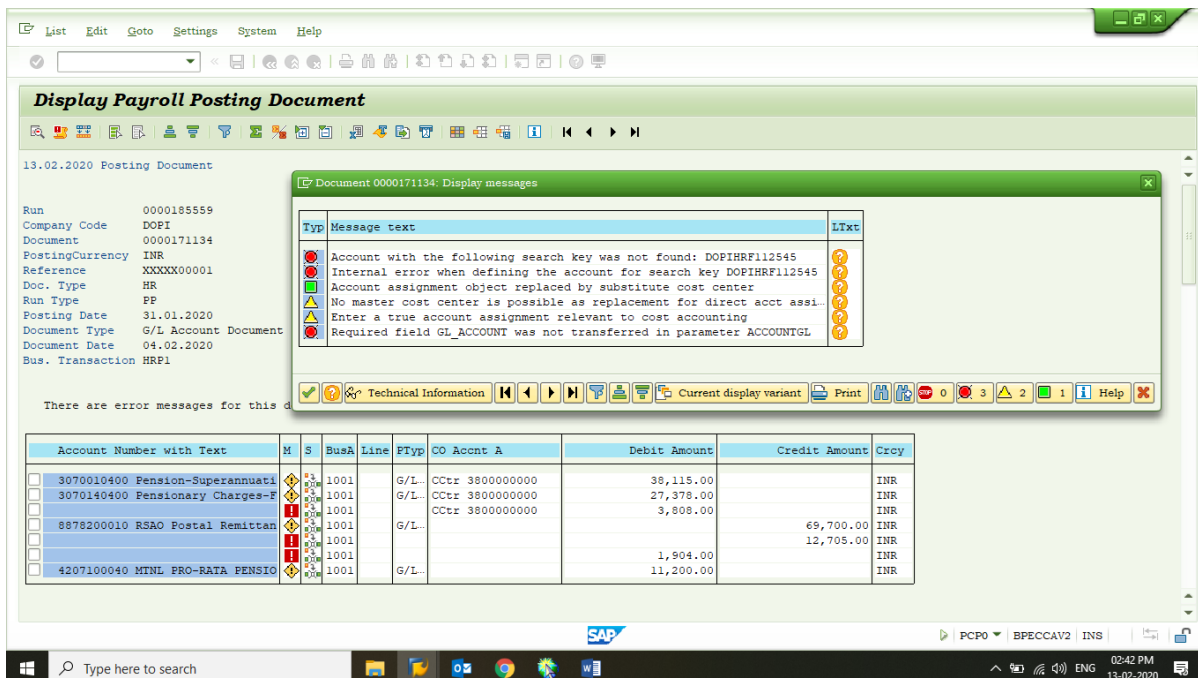 List Edit Goto Settings System Help
Display Payroll Posting Document
13.02.2020 Posting Document
Run 0000185559
Company Code DOPI
Document 0000171134
PostingCurrency INR
Reference XXXXX00001
Doc. Type HR
Run Type PP
Posting Date 31.01.2020
Document Type G/L Account Document
Document Date 04.02.2020
Bus. Transaction HRP1
There are error messages for this d
Document 0000171134: Display messages
Typ Message text LTxt
Account with the following search key was not found: DOPIHRF112545
Internal error when defining the account for search key DOPIHRF112545
Account assignment object replaced by substitute cost center
No master cost center is possible as replacement for direct acct assi…
Enter a true account assignment relevant to cost accounting
Required field GL_ACCOUNT was not transferred in parameter ACCOUNTGL
Technical Information Current display variant Print STOP 0 3 2 1 Help
Account Number with Text M S BusA Line PTyp CO Accnt A Debit Amount Credit Amount Crcy
3070010400 Pension-Superannuati 1001 G/L… CCtr 3800000000 38,115.00 INR
3070140400 Pensionary Charges-F 1001 G/L… CCtr 3800000000 27,378.00 INR
1001 CCtr 3800000000 3,808.00 INR
8878200010 RSAO Postal Remittan 1001 G/L… 69,700.00 INR
1001 12,705.00 INR
1001 1,904.00 INR
4207100040 MTNL PRO-RATA PENSIO 1001 G/L… 11,200.00 INR
SAP PCP0 BPECCAV2 INS
Type here to search ENG 02:42 PM
13-02-2020